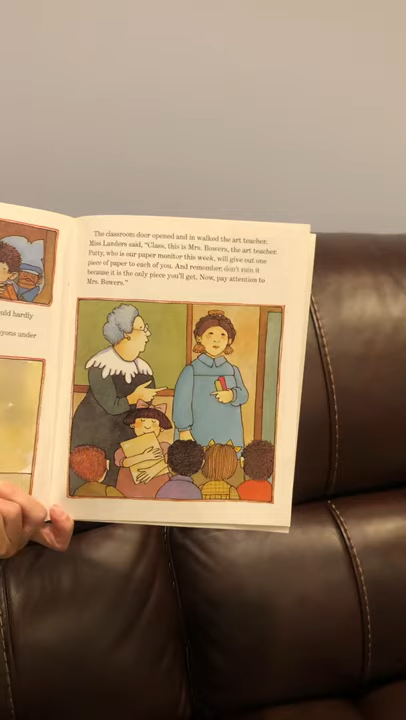 uld hardly
yons under
The classroom door opened and in walked the art teacher.
Miss Landers said, “Class, this is Mrs. Bowers, the art teacher.
Patty, who is our paper monitor this week, will give out one
piece of paper to each of you. And remember, don't ruin it
because it is the only piece you'll get. Now, pay attention to
Mrs. Bowers.”